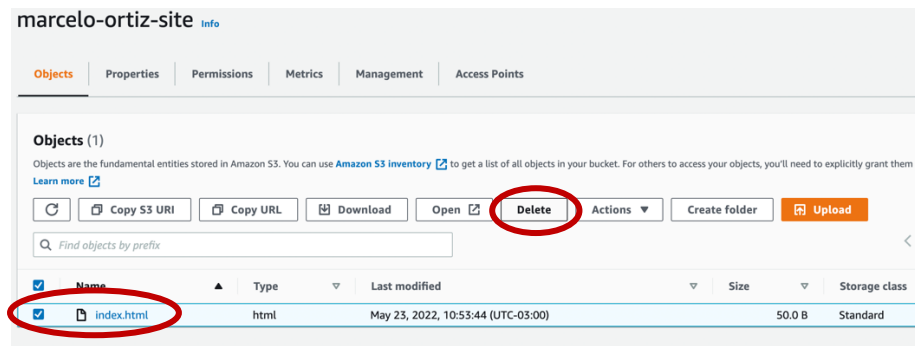 marcelo-ortiz-site Info
Objects Properties Permissions Metrics Management Access Points
Objects (1)
Objects are the fundamental entities stored in Amazon S3. You can use Amazon S3 inventory to get a list of all objects in your bucket. For others to access your objects, you'll need to explicitly grant them
Learn more
Copy S3 URI Copy URL Download Open Delete Actions Create folder Upload
Find objects by prefix
Name Type Last modified Size Storage class
index.html html May 23, 2022, 10:53:44 (UTC-03:00) 50.0 B Standard